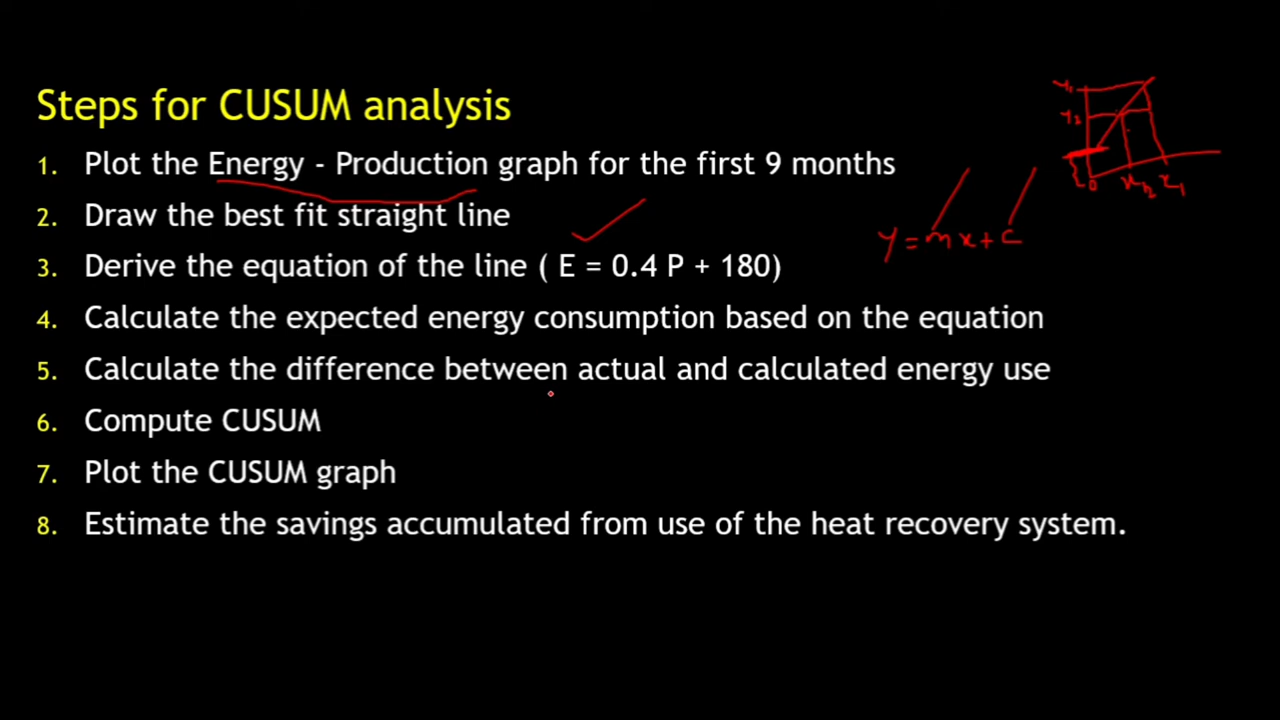 Steps for CUSUM analysis
1. Plot the Energy - Production graph for the first 9 months
2. Draw the best fit straight line
y = mx + c
3. Derive the equation of the line ( E = 0.4 P + 180)
4. Calculate the expected energy consumption based on the equation
5. Calculate the difference between actual and calculated energy use
6. Compute CUSUM
7. Plot the CUSUM graph
8. Estimate the savings accumulated from use of the heat recovery system.